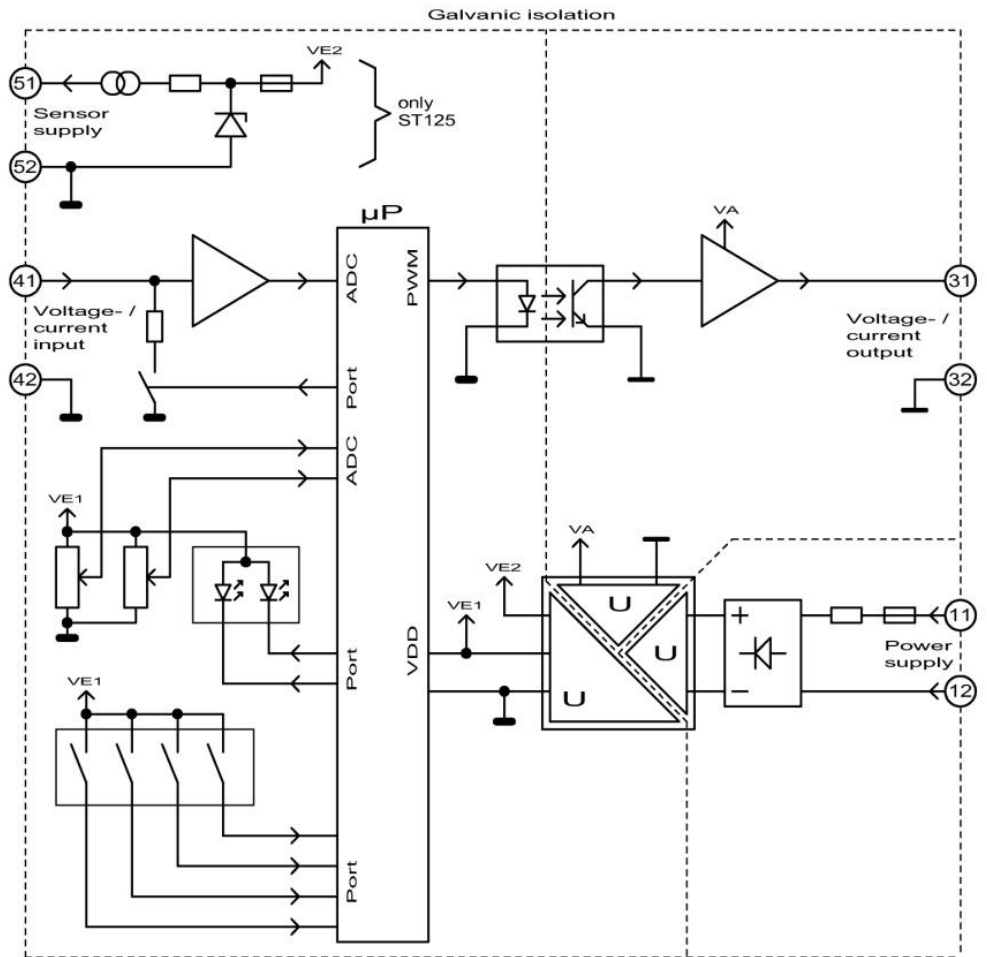 Galvanic isolation
VE2
51
Sensor
supply
only
ST125
52
µP
VA
41
ADC
PWM
31
Voltage- /
current
input
Voltage- /
current
output
42
Port
32
ADC
VE1
VA
VE2
U
VE1
11
+
U
Power
supply
VDD
Port
U
−
12
VE1
Port